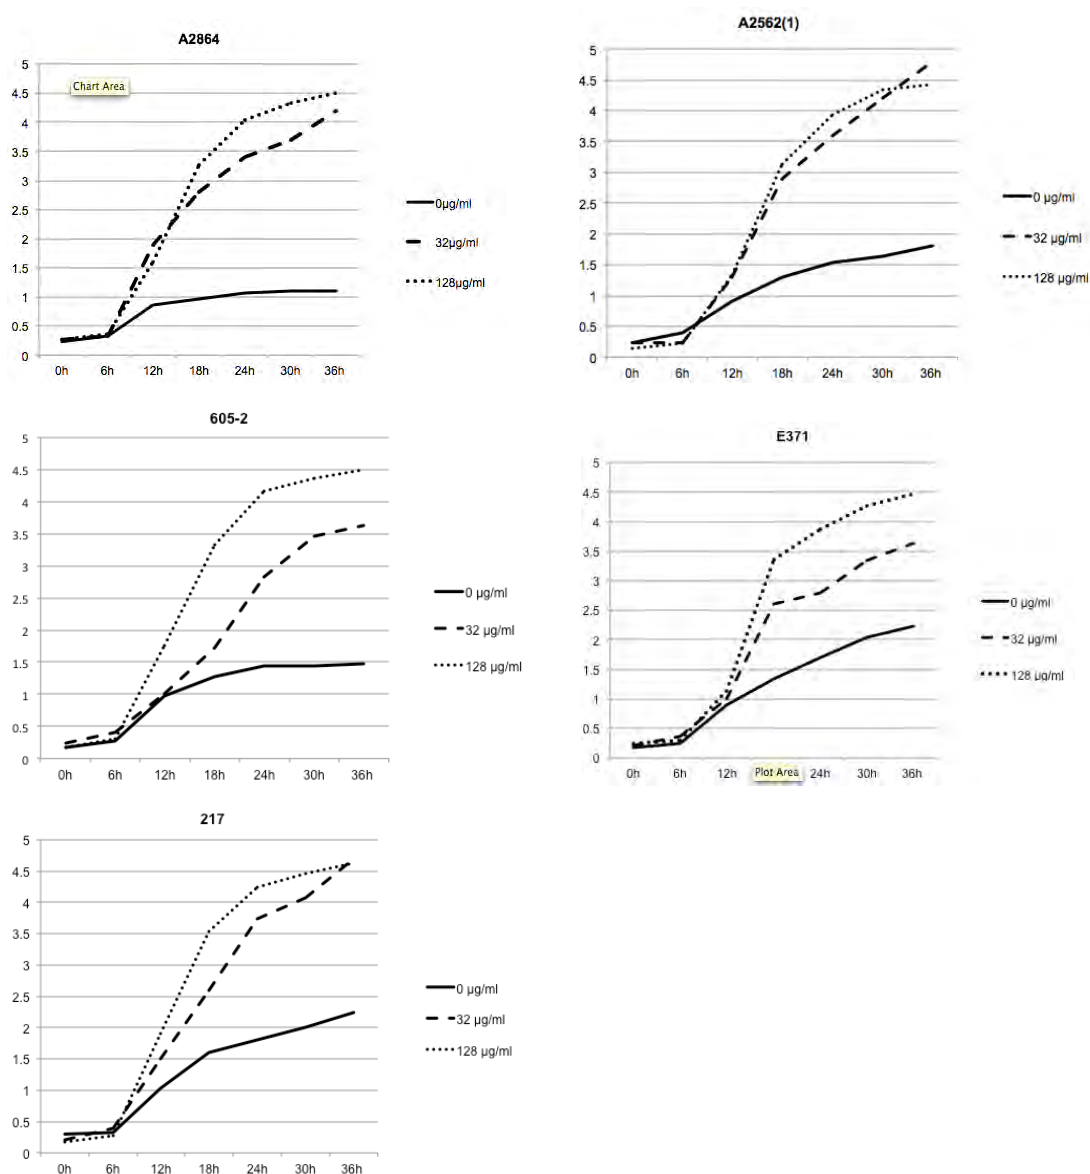 A2864
5
4.5
4
3.5
3
2.5
2
1.5
1
0.5
0
Chart Area
0h 6h 12h 18h 24h 30h 36h
0µg/ml
32µg/ml
128µg/ml
A2562(1)
5
4.5
4
3.5
3
2.5
2
1.5
1
0.5
0
0h 6h 12h 18h 24h 30h 36h
0 µg/ml
32 µg/ml
128 µg/ml
605-2
5
4.5
4
3.5
3
2.5
2
1.5
1
0.5
0
0h 6h 12h 18h 24h 30h 36h
0 µg/ml
32 µg/ml
128 µg/ml
E371
5
4.5
4
3.5
3
2.5
2
1.5
1
0.5
0
0h 6h 12h Plot Area 24h 30h 36h
0 µg/ml
32 µg/ml
128 µg/ml
217
5
4.5
4
3.5
3
2.5
2
1.5
1
0.5
0
0h 6h 12h 18h 24h 30h 36h
0 µg/ml
32 µg/ml
128 µg/ml